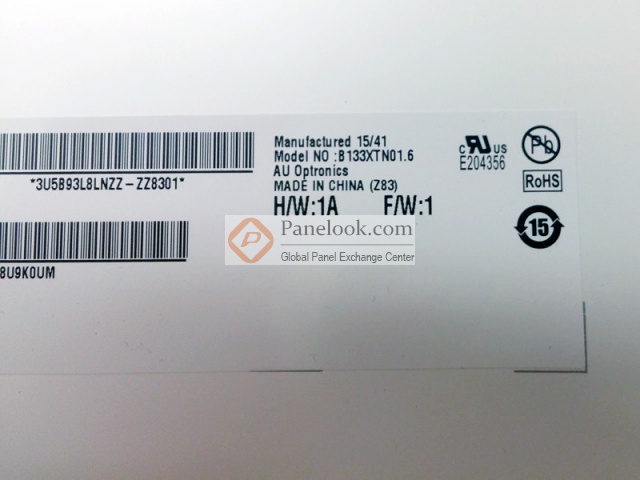 Manufactured 15/41
Model NO :B133XTN01.6
AU Optronics
MADE IN CHINA (Z83)
H/W:1A F/W:1
*3U5B93L8LNZZ-ZZ8301*
8U9K0UM
c RU us
E204356
Pb
RoHS
15
P Panelook.com
Global Panel Exchange Center